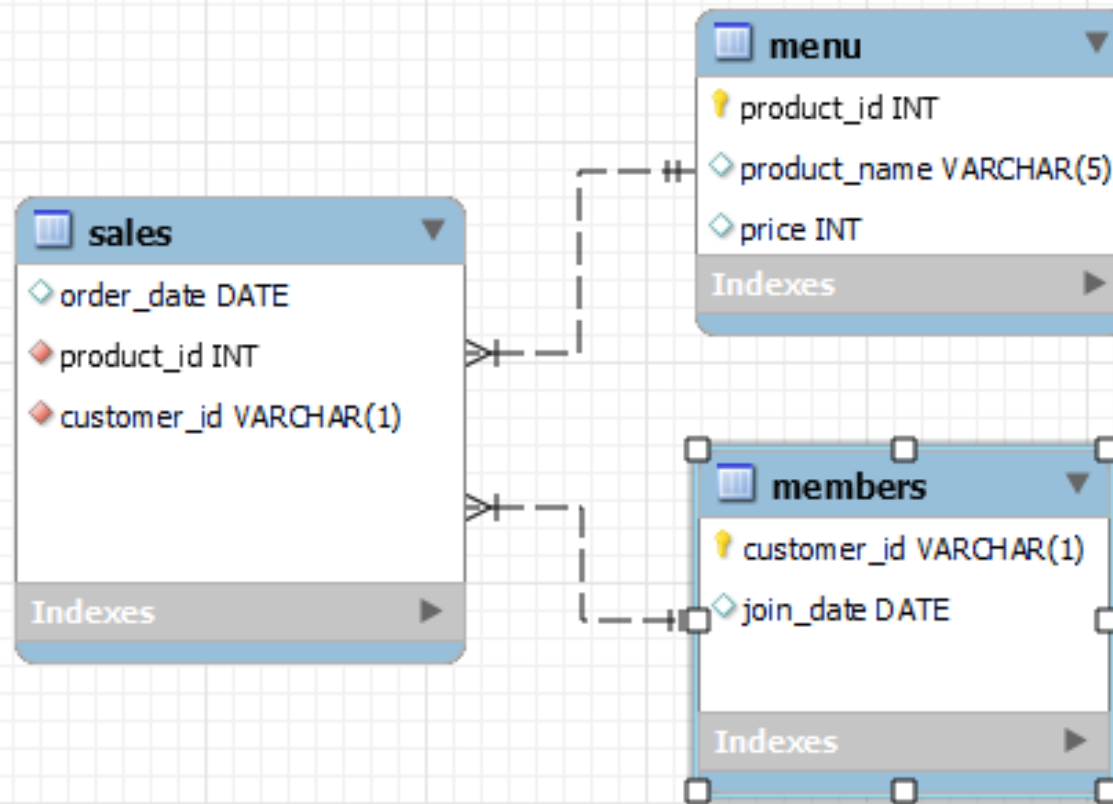 sales
order_date DATE
product_id INT
customer_id VARCHAR(1)
Indexes
menu
product_id INT
product_name VARCHAR(5)
price INT
Indexes
members
customer_id VARCHAR(1)
join_date DATE
Indexes